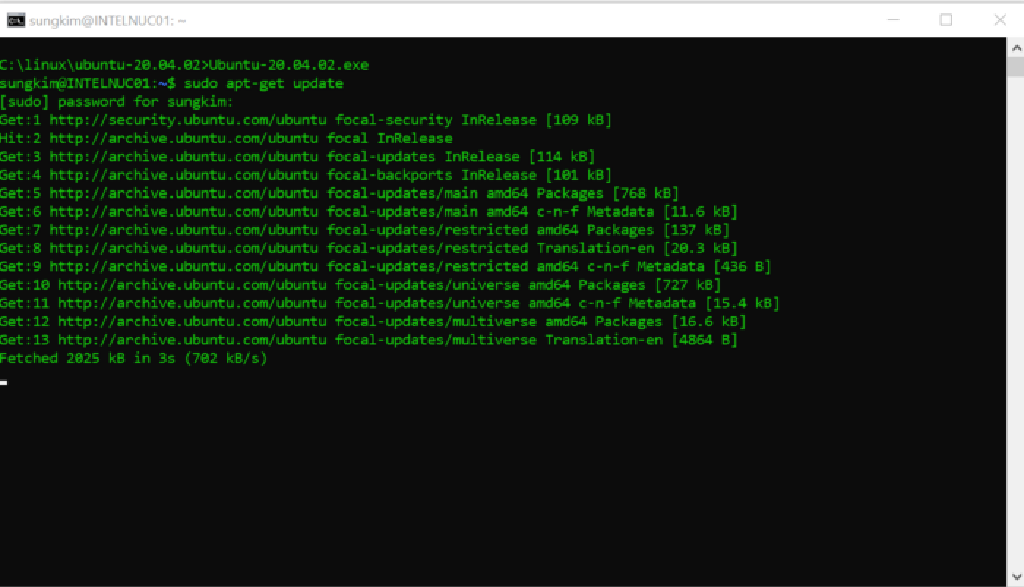 sungkim@INTELNUC01: ~
C:\linux\ubuntu-20.04.02>Ubuntu-20.04.02.exe
sungkim@INTELNUC01:~$ sudo apt-get update
[sudo] password for sungkim:
Get:1 http://security.ubuntu.com/ubuntu focal-security InRelease [109 kB]
Hit:2 http://archive.ubuntu.com/ubuntu focal InRelease
Get:3 http://archive.ubuntu.com/ubuntu focal-updates InRelease [114 kB]
Get:4 http://archive.ubuntu.com/ubuntu focal-backports InRelease [101 kB]
Get:5 http://archive.ubuntu.com/ubuntu focal-updates/main amd64 Packages [768 kB]
Get:6 http://archive.ubuntu.com/ubuntu focal-updates/main amd64 c-n-f Metadata [11.6 kB]
Get:7 http://archive.ubuntu.com/ubuntu focal-updates/restricted amd64 Packages [137 kB]
Get:8 http://archive.ubuntu.com/ubuntu focal-updates/restricted Translation-en [20.3 kB]
Get:9 http://archive.ubuntu.com/ubuntu focal-updates/restricted amd64 c-n-f Metadata [436 B]
Get:10 http://archive.ubuntu.com/ubuntu focal-updates/universe amd64 Packages [727 kB]
Get:11 http://archive.ubuntu.com/ubuntu focal-updates/universe amd64 c-n-f Metadata [15.4 kB]
Get:12 http://archive.ubuntu.com/ubuntu focal-updates/multiverse amd64 Packages [16.6 kB]
Get:13 http://archive.ubuntu.com/ubuntu focal-updates/multiverse Translation-en [4864 B]
Fetched 2025 kB in 3s (702 kB/s)